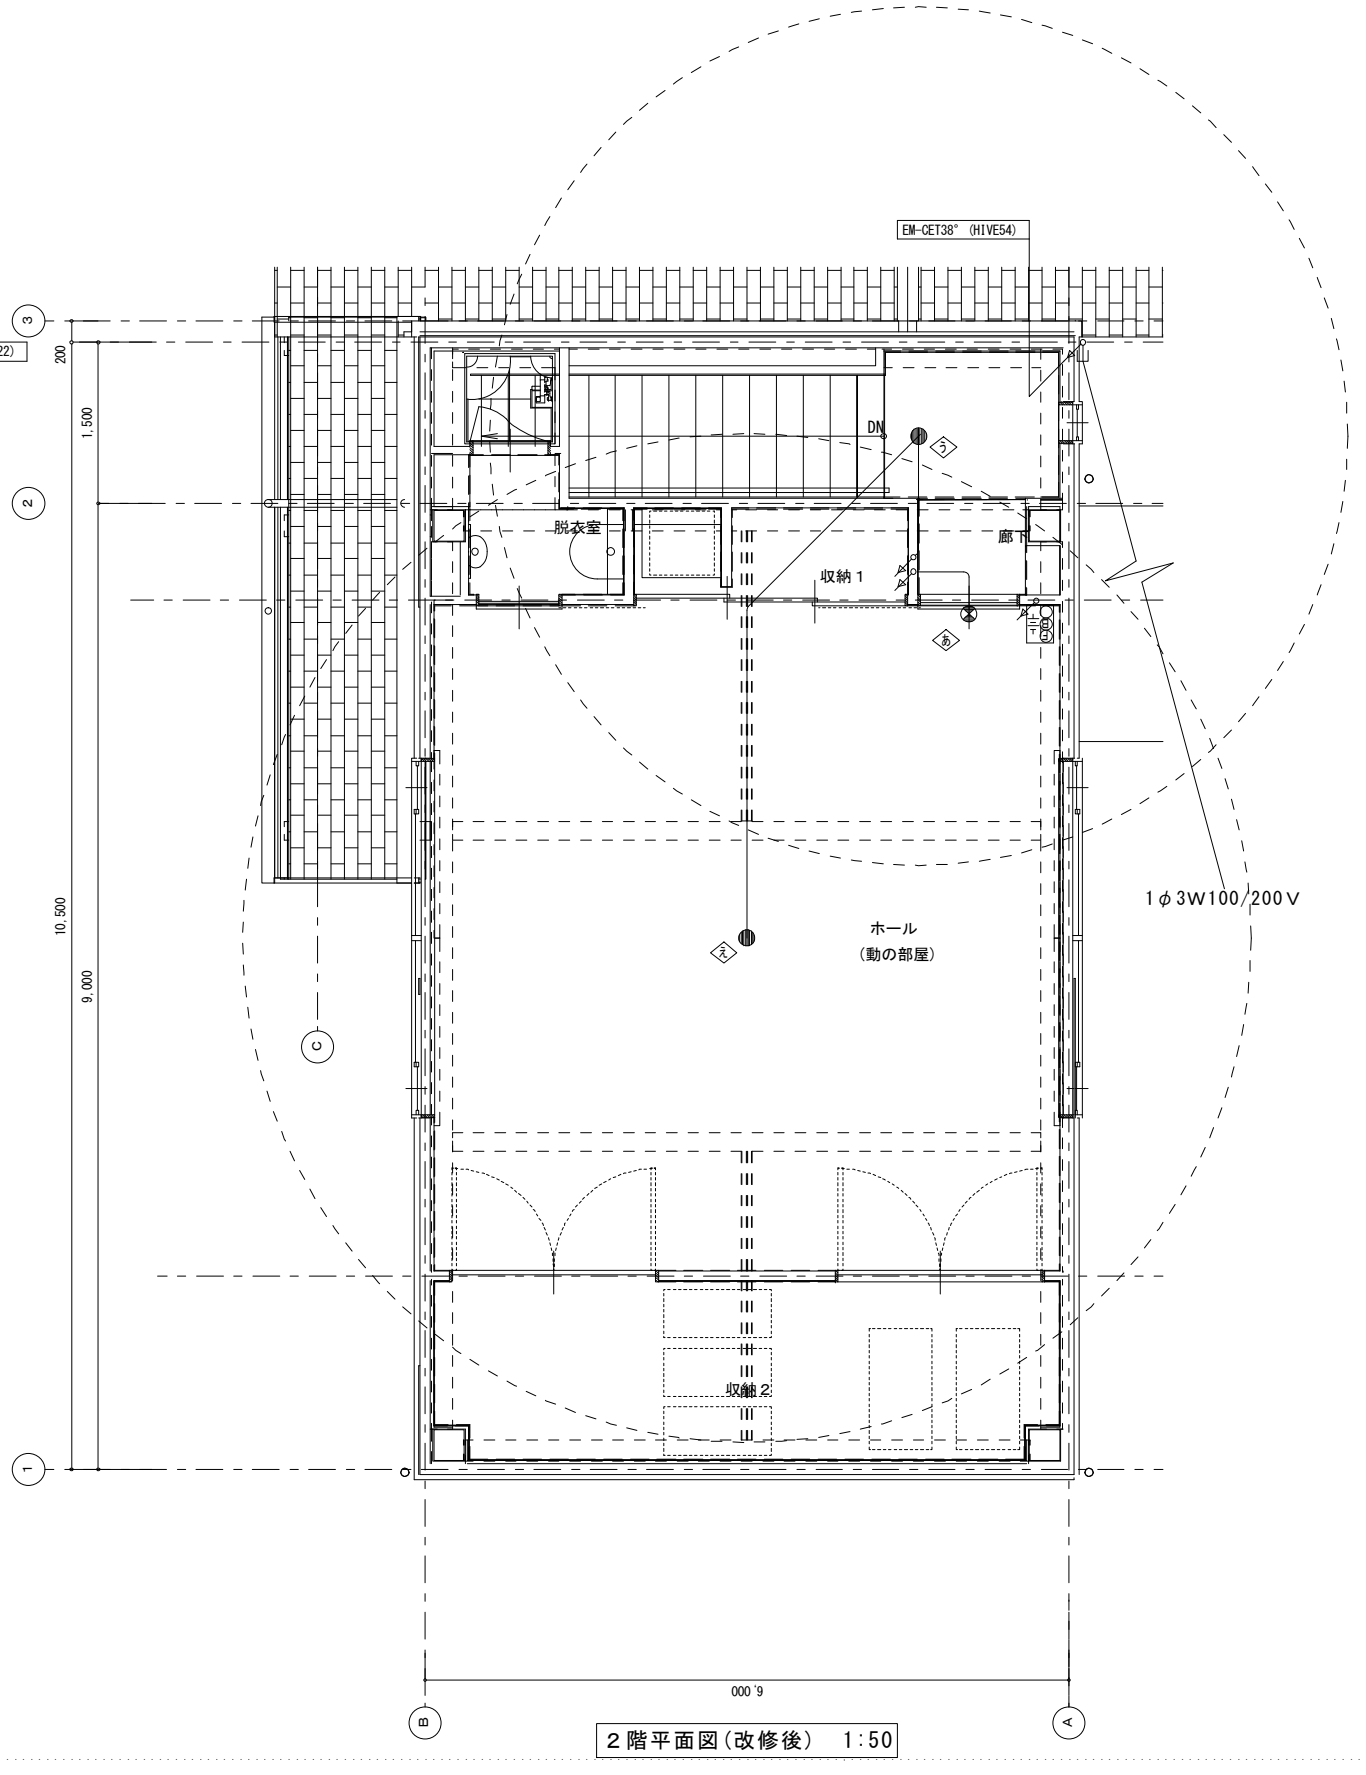 EM-CET38° (HIVE54)
3
22)
200
1,500
DN
う
2
脱衣室
廊下
収納1
あ
10,500
9,000
1φ3W100/200V
ホール
え
(動の部屋)
C
収納2
1
6,000
B
A
2階平面図(改修後) 1:50